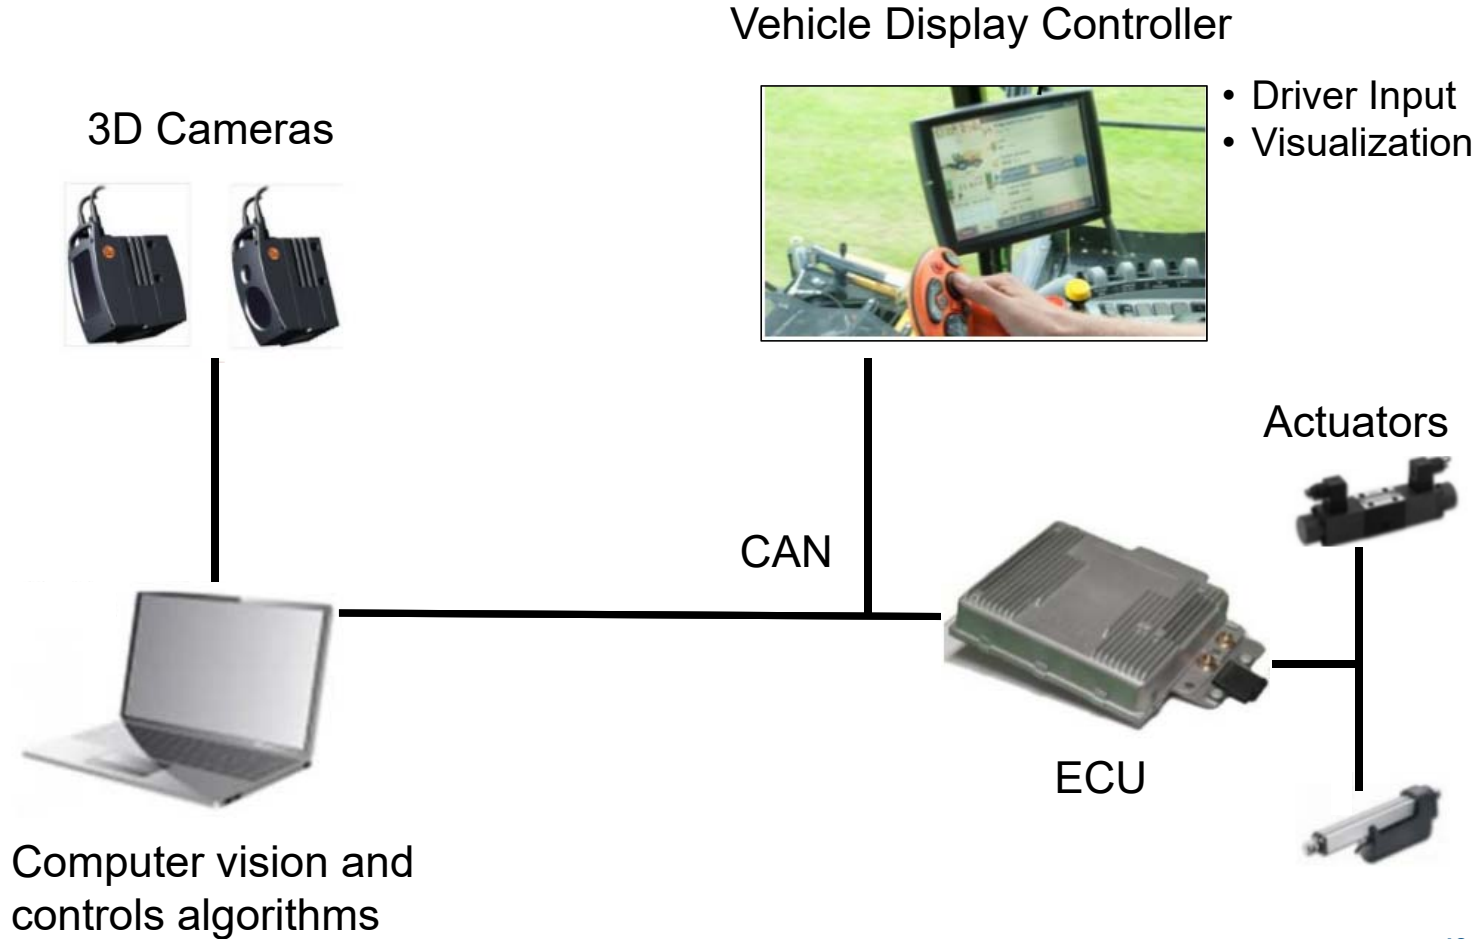 Vehicle Display Controller
3D Cameras
• Driver Input
• Visualization
Actuators
CAN
ECU
Computer vision and
controls algorithms